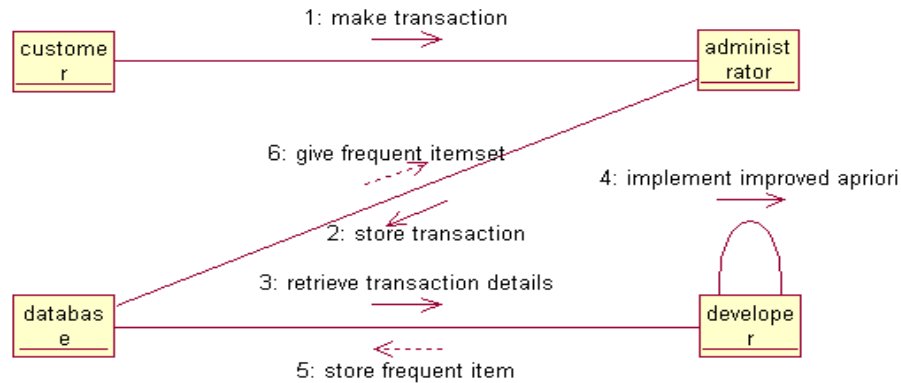 1: make transaction
custome
r
administ
rator
6: give frequent itemset
4: implement improved apriori
2: store transaction
3: retrieve transaction details
databas
e
develope
r
5: store frequent item